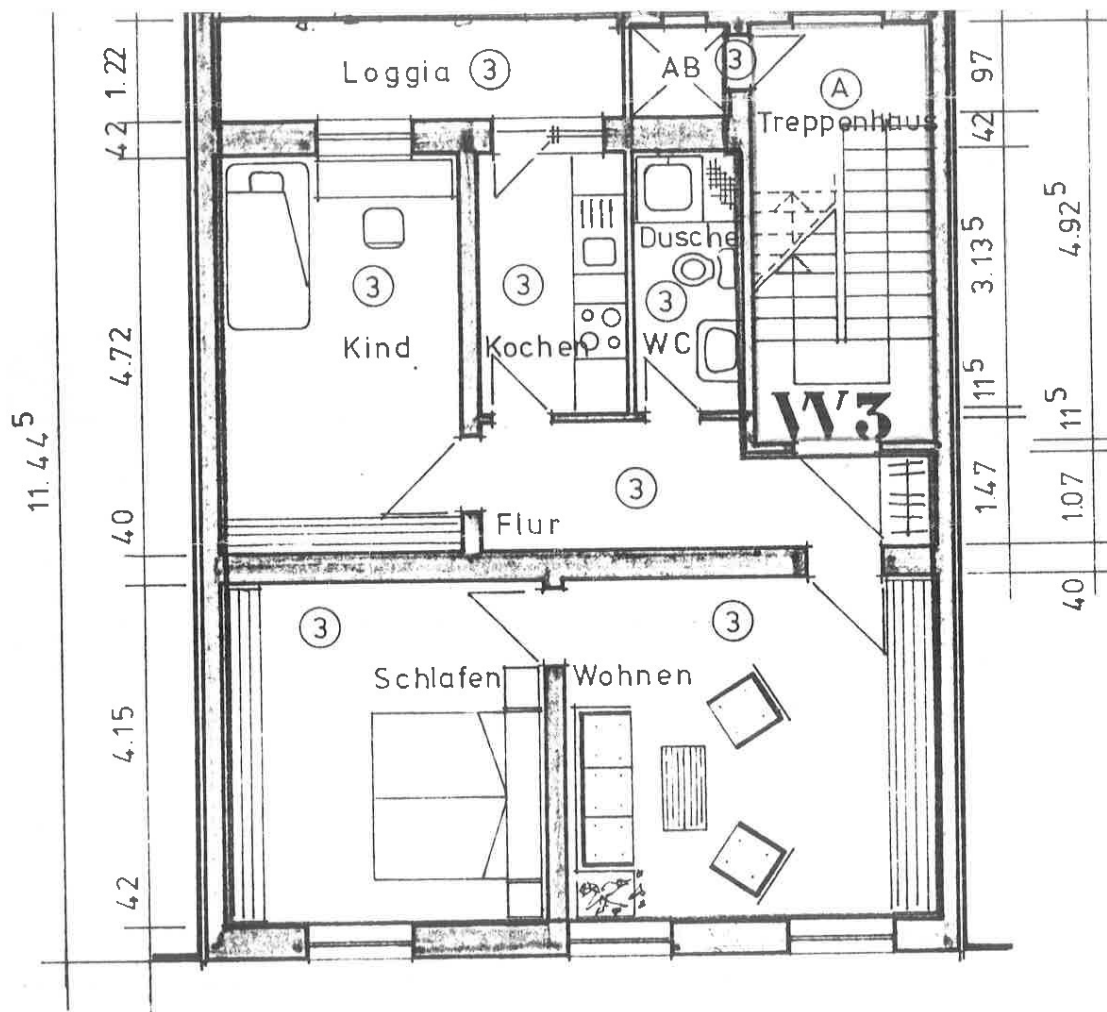 Loggia 3
AB 3
A
Treppenhaus
Dusche
3
3
3
Kind
Kochen
WC
W3
3
Flur
3
3
Schlafen
Wohnen
1.22
42
4.72
40
4.15
42
11.44⁵
97
42
3.13⁵
11⁵
1.47
4.92⁵
11⁵
1.07
40